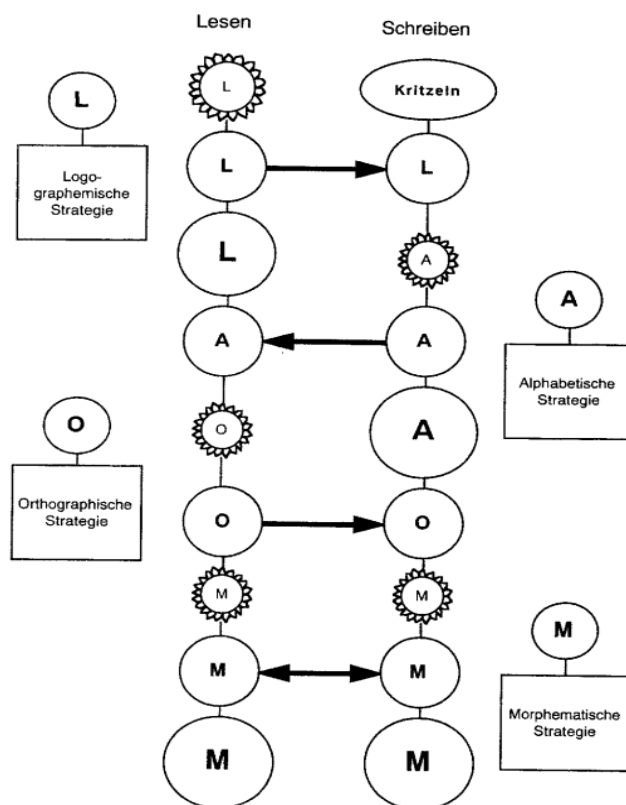 Lesen
Schreiben
L
Kritzeln
L
Logo-
graphemische
Strategie
L
L
L
A
A
A
A
Alphabetische
Strategie
O
Orthographische
Strategie
O
A
O
O
M
M
M
Morphematische
Strategie
M
M
M
M